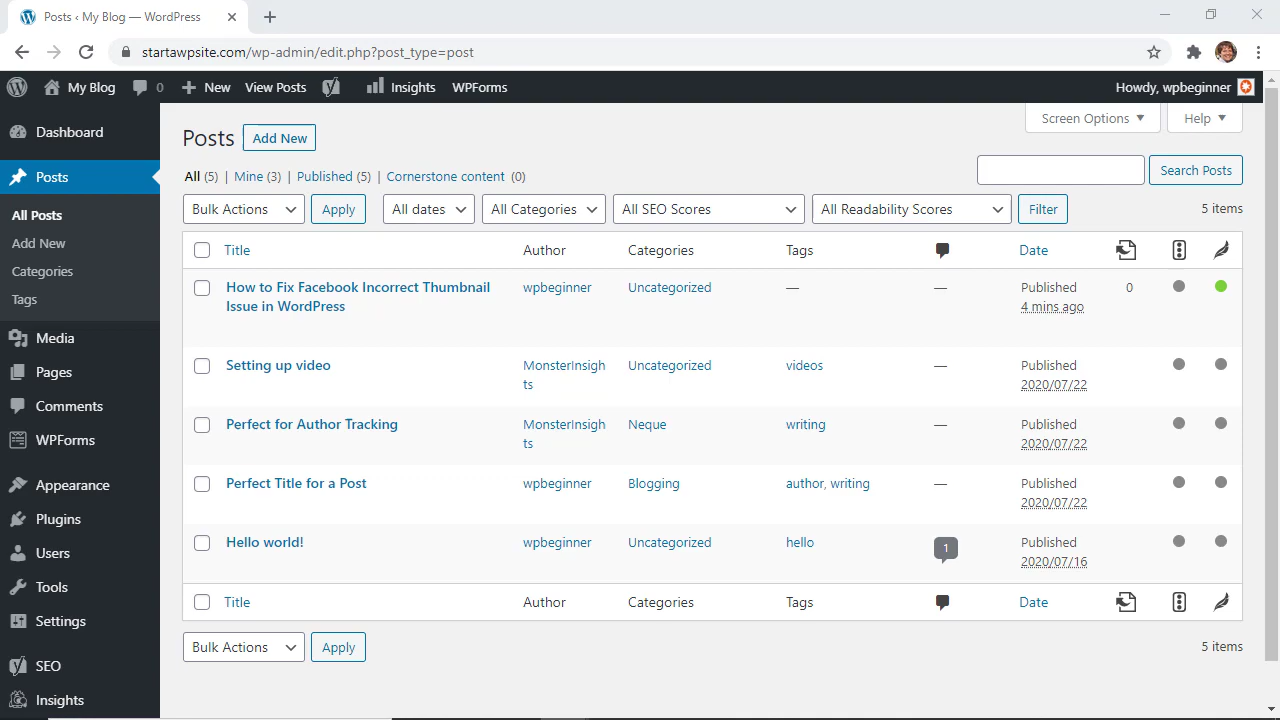 Posts ‹ My Blog — WordPress
startawpsite.com/wp-admin/edit.php?post_type=post
My Blog 0 New View Posts Insights WPForms Howdy, wpbeginner
Dashboard
Posts
All Posts
Add New
Categories
Tags
Media
Pages
Comments
WPForms
Appearance
Plugins
Users
Tools
Settings
SEO
Insights
Screen Options Help
Posts Add New
All (5) | Mine (3) | Published (5) | Cornerstone content (0)
Search Posts
Bulk Actions Apply All dates All Categories All SEO Scores All Readability Scores Filter 5 items
Title Author Categories Tags Date
How to Fix Facebook Incorrect Thumbnail wpbeginner Uncategorized — — Published 0
Issue in WordPress 4 mins ago
Setting up video MonsterInsigh Uncategorized videos — Published
ts 2020/07/22
Perfect for Author Tracking MonsterInsigh Neque writing — Published
ts 2020/07/22
Perfect Title for a Post wpbeginner Blogging author, writing — Published
2020/07/22
Hello world! wpbeginner Uncategorized hello 1 Published
2020/07/16
Title Author Categories Tags Date
Bulk Actions Apply 5 items